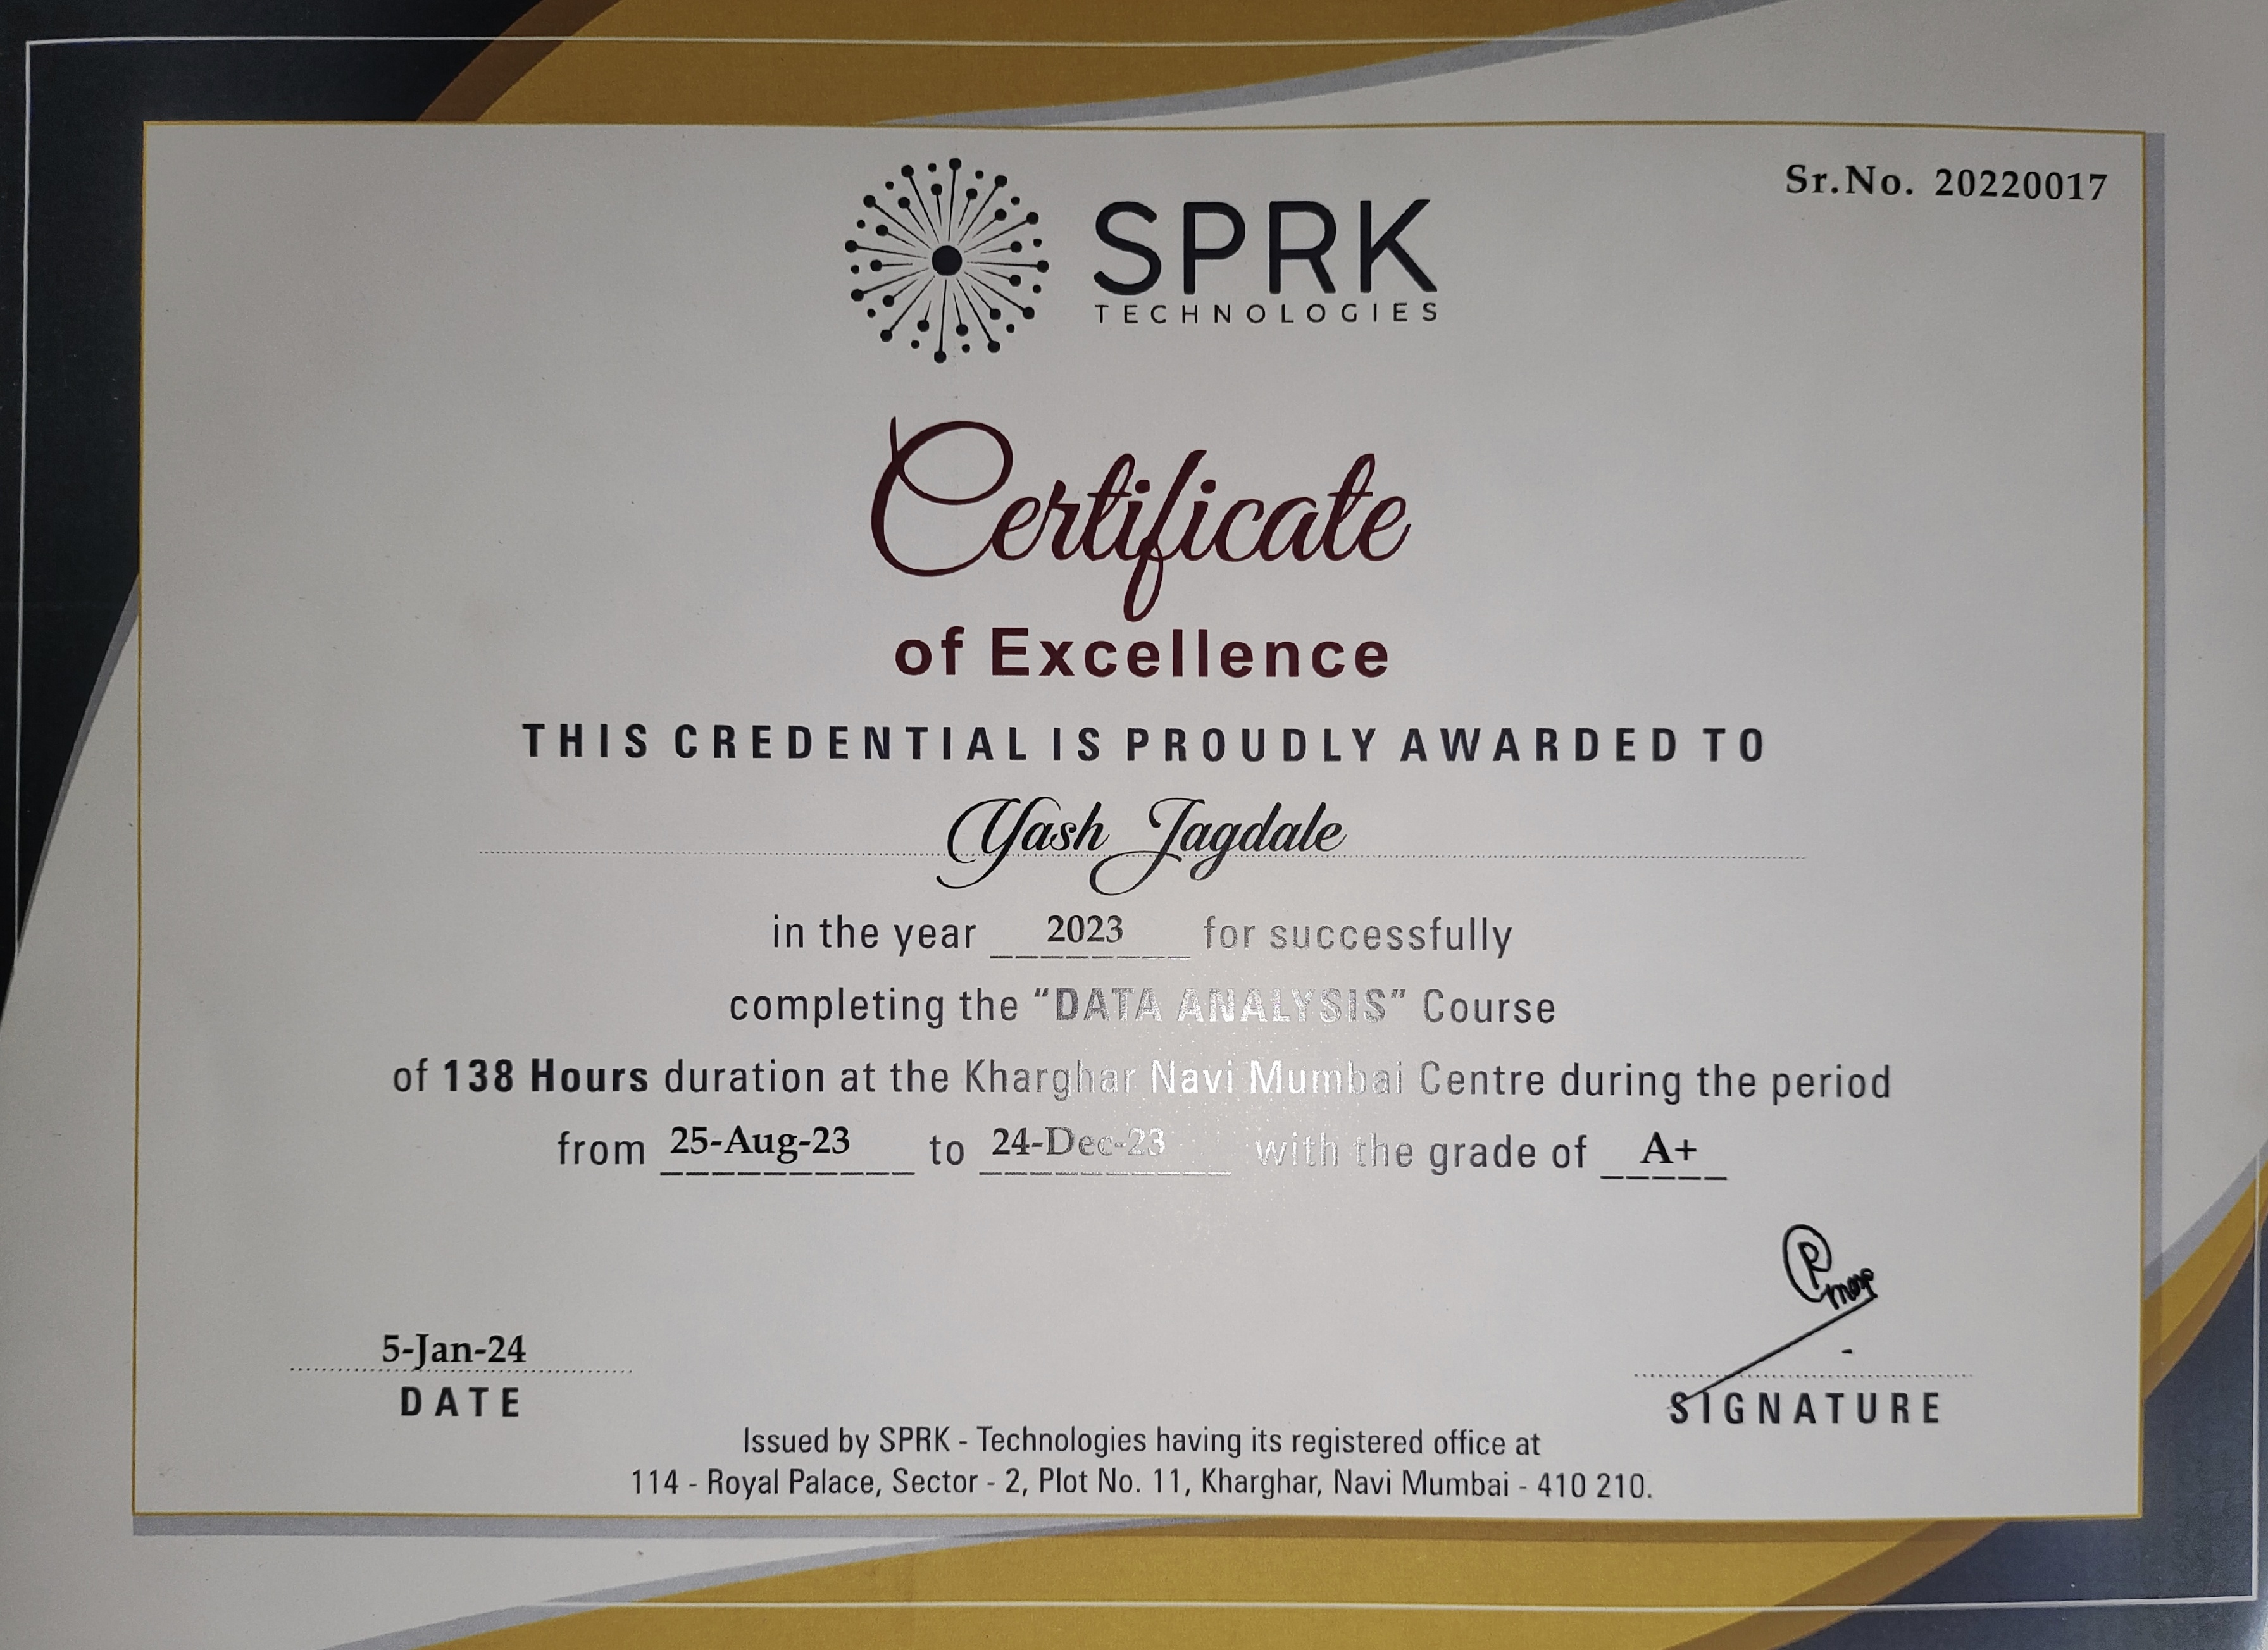 Sr.No. 20220017
SPRK
TECHNOLOGIES
Certificate
of Excellence
THIS CREDENTIAL IS PROUDLY AWARDED TO
Yash Jagdale
in the year 2023 for successfully
completing the "DATA ANALYSIS" Course
of 138 Hours duration at the Kharghar Navi Mumbai Centre during the period
from 25-Aug-23 to 24-Dec-23 with the grade of A+
5-Jan-24
DATE
SIGNATURE
Issued by SPRK - Technologies having its registered office at
114 - Royal Palace, Sector - 2, Plot No. 11, Kharghar, Navi Mumbai - 410 210.